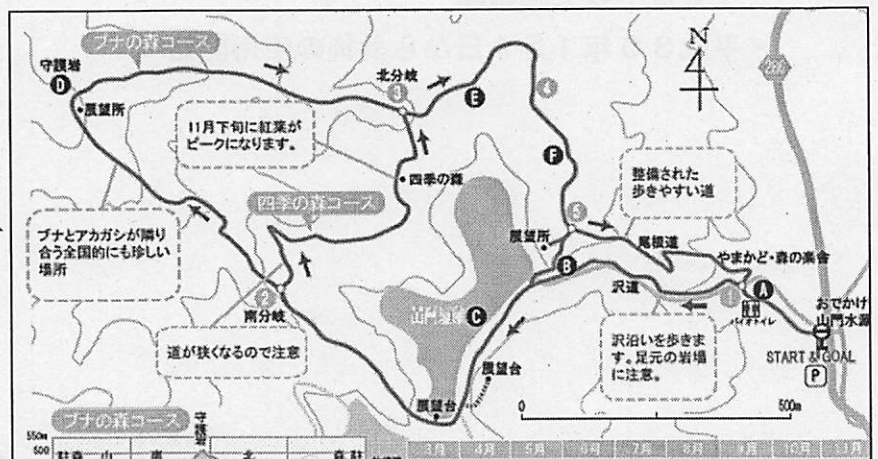 ブナの森コース
守護岩
D
展望所
北分岐
3
E
4
F
11月下旬に紅葉が
ピークになります。
四季の森
四季の森コース
整備された
歩きやすい道
5
展望所
尾根道
やまかど・森の楽舎
B
沢道
1
A
バイオトイレ
おでかけ
山門水源
START & GOAL
P
ブナとアカガシが隣り
合う全国的にも珍しい
場所
2
南分岐
道が狭くなるので注意
C
沢沿いを歩きま
す。足元の岩場
に注意。
展望台
展望台
0
500m
N
ブナの森コース
守護岩
550m
500
3月
4月
5月
6月
7月
8月
9月
10月
11月